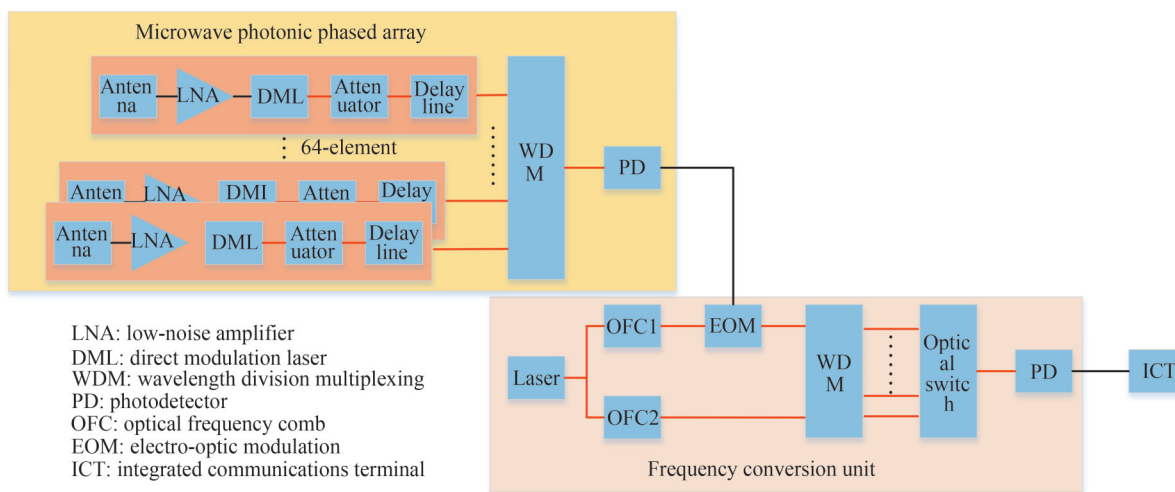 Microwave photonic phased array
Anten
na
LNA
DML
Atten
uator
Delay
line
64-element
Anten
LNA
DMI
Atten
Delay
Anten
na
LNA
DML
Atten
uator
Delay
line
WD
M
PD
LNA: low-noise amplifier
DML: direct modulation laser
WDM: wavelength division multiplexing
PD: photodetector
OFC: optical frequency comb
EOM: electro-optic modulation
ICT: integrated communications terminal
Laser
OFC1
EOM
OFC2
WD
M
Optic
al
switc
h
PD
ICT
Frequency conversion unit